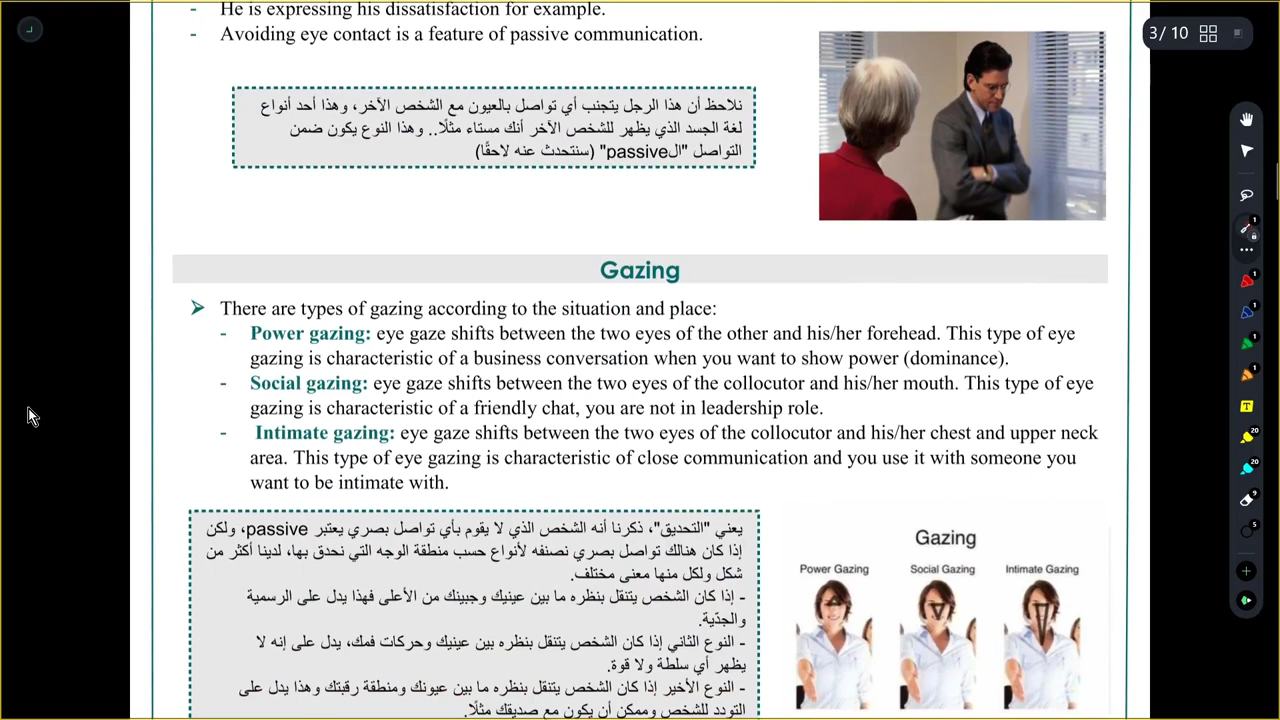 - He is expressing his dissatisfaction for example.
- Avoiding eye contact is a feature of passive communication.
3/ 10
نلاحظ أن هذا الرجل يتجنب أي تواصل بالعيون مع الشخص الآخر، وهذا أحد أنواع
لغة الجسد الذي يظهر للشخص الآخر أنك مستاء مثلًا.. وهذا النوع يكون ضمن
التواصل "الpassive" (سنتحدث عنه لاحقًا)
Gazing
➢ There are types of gazing according to the situation and place:
- Power gazing: eye gaze shifts between the two eyes of the other and his/her forehead. This type of eye
gazing is characteristic of a business conversation when you want to show power (dominance).
- Social gazing: eye gaze shifts between the two eyes of the collocutor and his/her mouth. This type of eye
gazing is characteristic of a friendly chat, you are not in leadership role.
- Intimate gazing: eye gaze shifts between the two eyes of the collocutor and his/her chest and upper neck
area. This type of eye gazing is characteristic of close communication and you use it with someone you
want to be intimate with.
يعني "التحديق"، ذكرنا أنه الشخص الذي لا يقوم بأي تواصل بصري يعتبر passive، ولكن
إذا كان هنالك تواصل بصري نصنفه لأنواع حسب منطقة الوجه التي نحدق بها، لدينا أكثر من
شكل ولكل منها معنى مختلف.
- إذا كان الشخص يتنقل بنظره ما بين عينيك وجبينك من الأعلى فهذا يدل على الرسمية
والجدّية.
- النوع الثاني إذا كان الشخص يتنقل بنظره بين عينيك وحركات فمك، يدل على إنه لا
يظهر أي سلطة ولا قوة.
- النوع الأخير إذا كان الشخص يتنقل بنظره ما بين عيونك ومنطقة رقبتك وهذا يدل على
التودد للشخص وممكن أن يكون مع صديقك مثلًا.
Gazing
Power Gazing
Social Gazing
Intimate Gazing
1
1
1
1
1
T
20
20
9
5